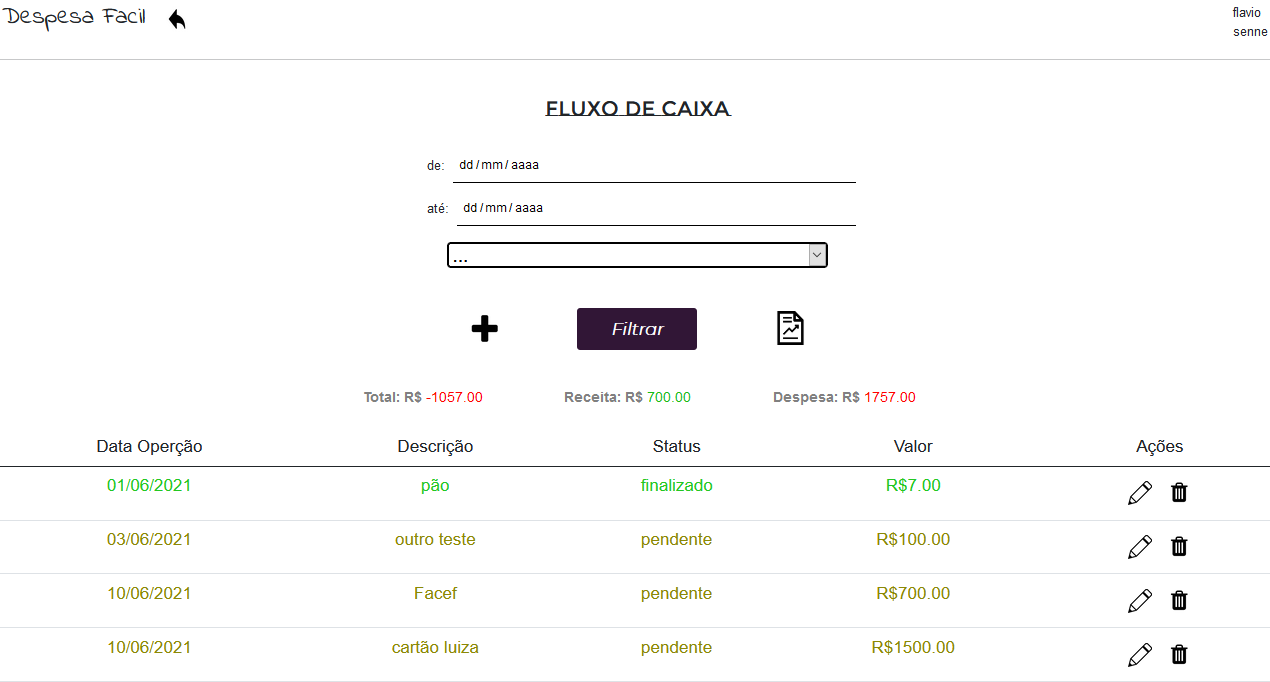 Despesa Facil
flavio
senne
FLUXO DE CAIXA
de: dd / mm / aaaa
até: dd / mm / aaaa
...
Filtrar
Total: R$ -1057.00 Receita: R$ 700.00 Despesa: R$ 1757.00
Data Operção Descrição Status Valor Ações
01/06/2021 pão finalizado R$7.00
03/06/2021 outro teste pendente R$100.00
10/06/2021 Facef pendente R$700.00
10/06/2021 cartão luiza pendente R$1500.00